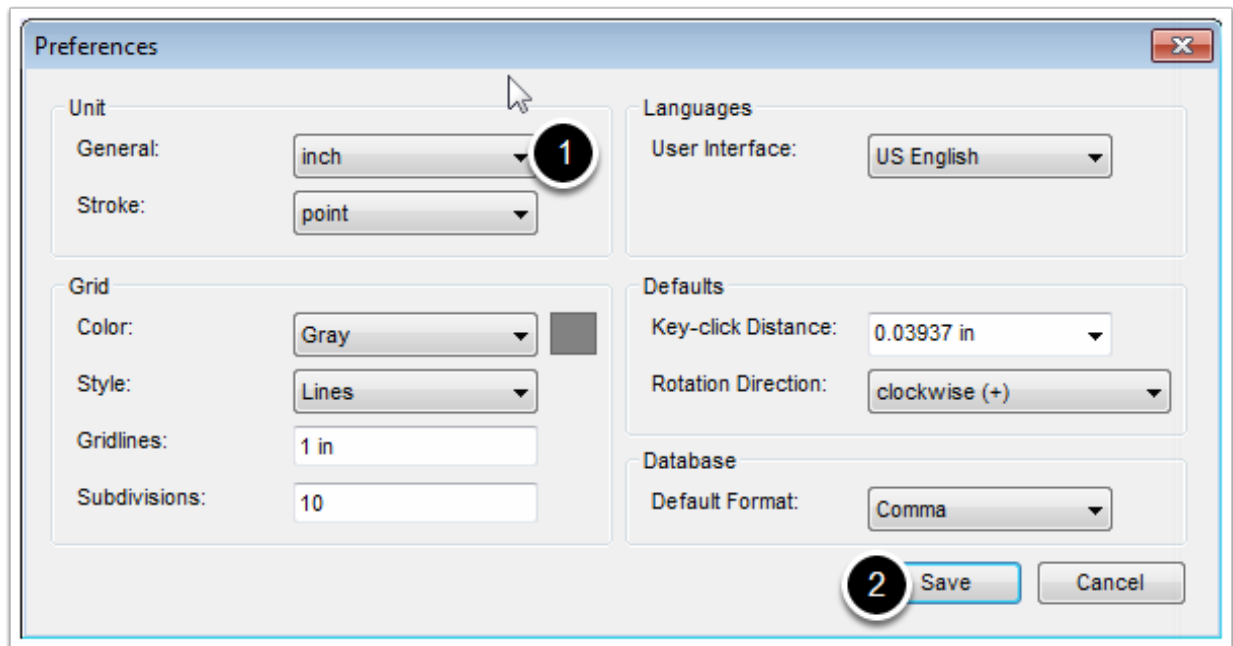 Preferences
Unit
General: inch 1
Stroke: point
Languages
User Interface: US English
Grid
Color: Gray
Style: Lines
Gridlines: 1 in
Subdivisions: 10
Defaults
Key-click Distance: 0.03937 in
Rotation Direction: clockwise (+)
Database
Default Format: Comma
2 Save Cancel